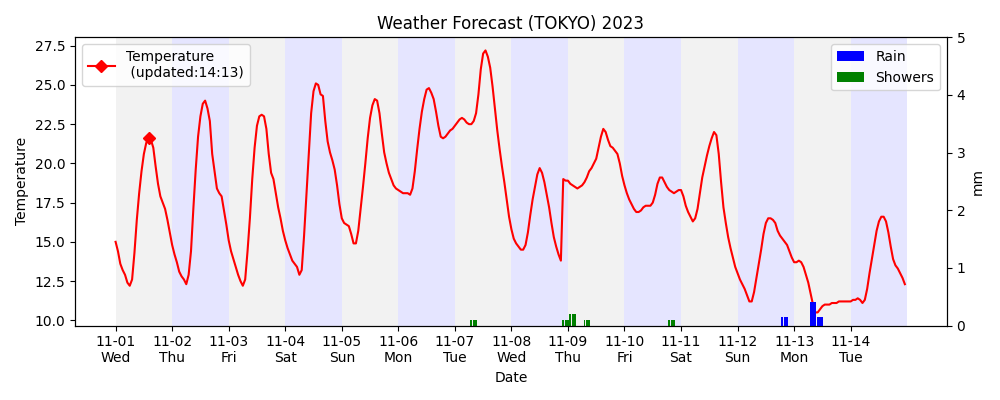 Weather Forecast (TOKYO) 2023
Temperature
(updated:14:13)
Rain
Showers
Temperature
27.5
25.0
22.5
20.0
17.5
15.0
12.5
10.0
5
4
3
2
1
0
mm
11-01 11-02 11-03 11-04 11-05 11-06 11-07 11-08 11-09 11-10 11-11 11-12 11-13 11-14
Wed Thu Fri Sat Sun Mon Tue Wed Thu Fri Sat Sun Mon Tue
Date